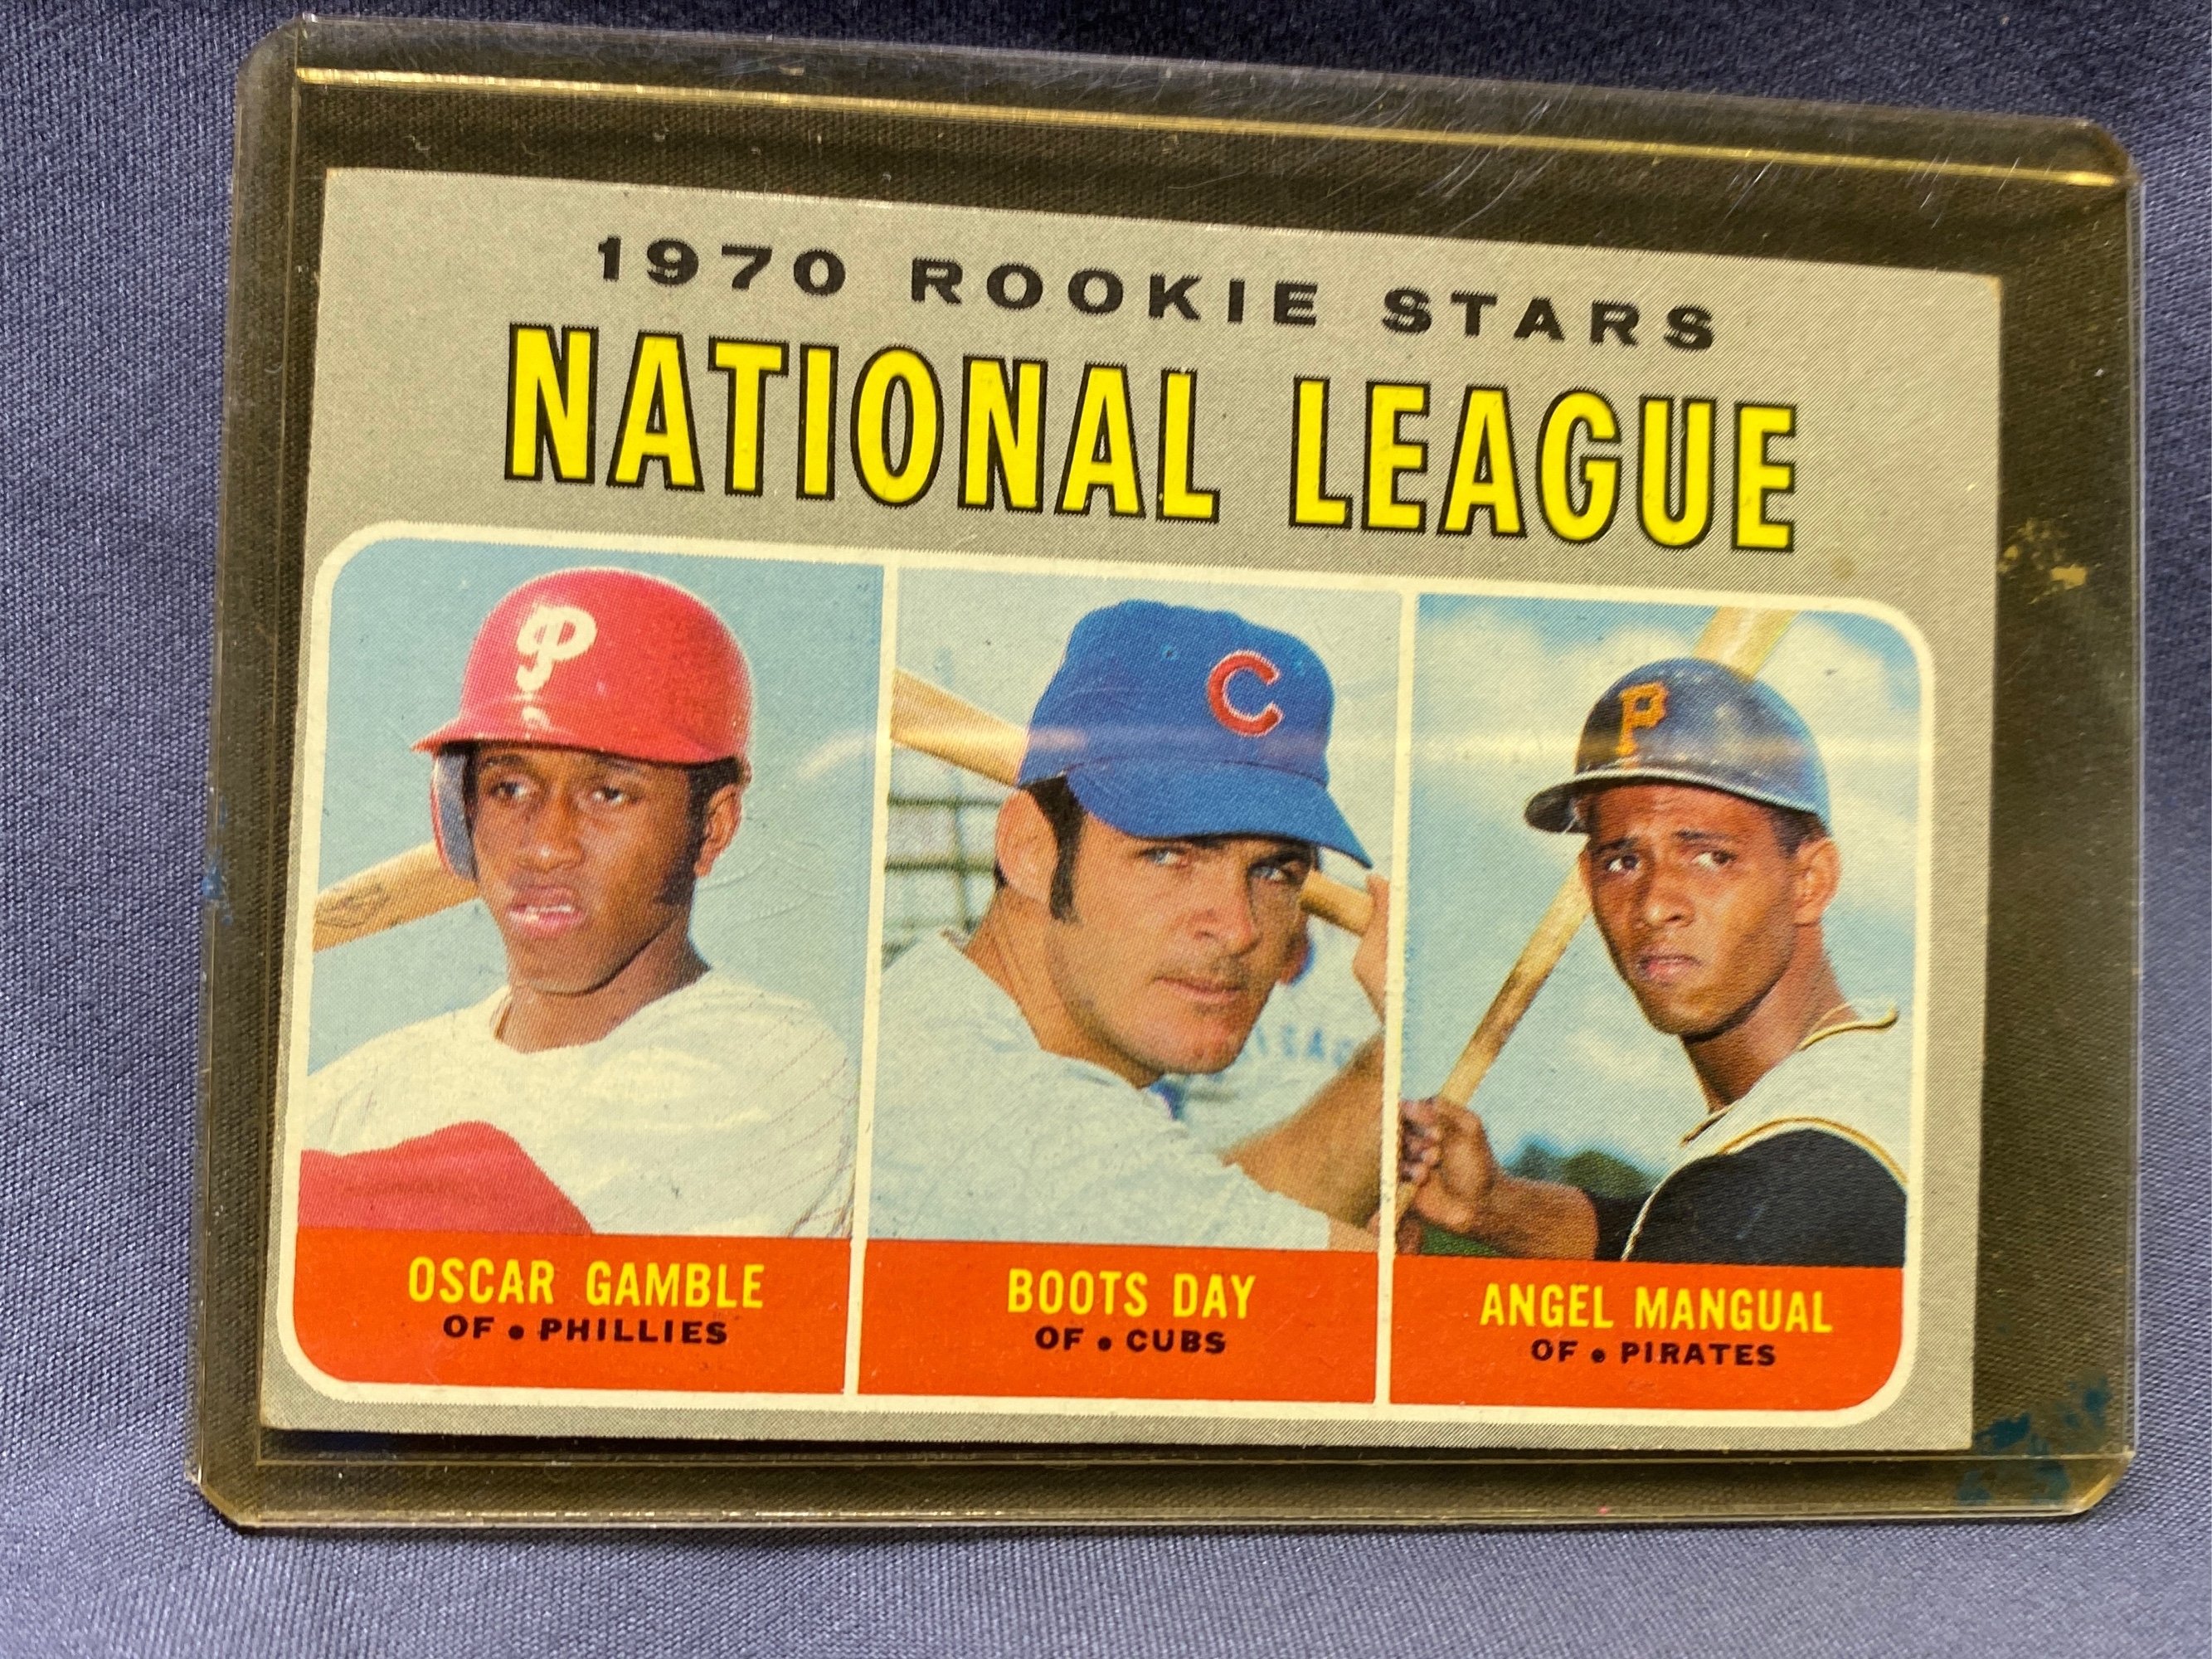 1970 ROOKIE STARS
NATIONAL LEAGUE
P
C
P
OSCAR GAMBLE
OF • PHILLIES
BOOTS DAY
OF • CUBS
ANGEL MANGUAL
OF • PIRATES